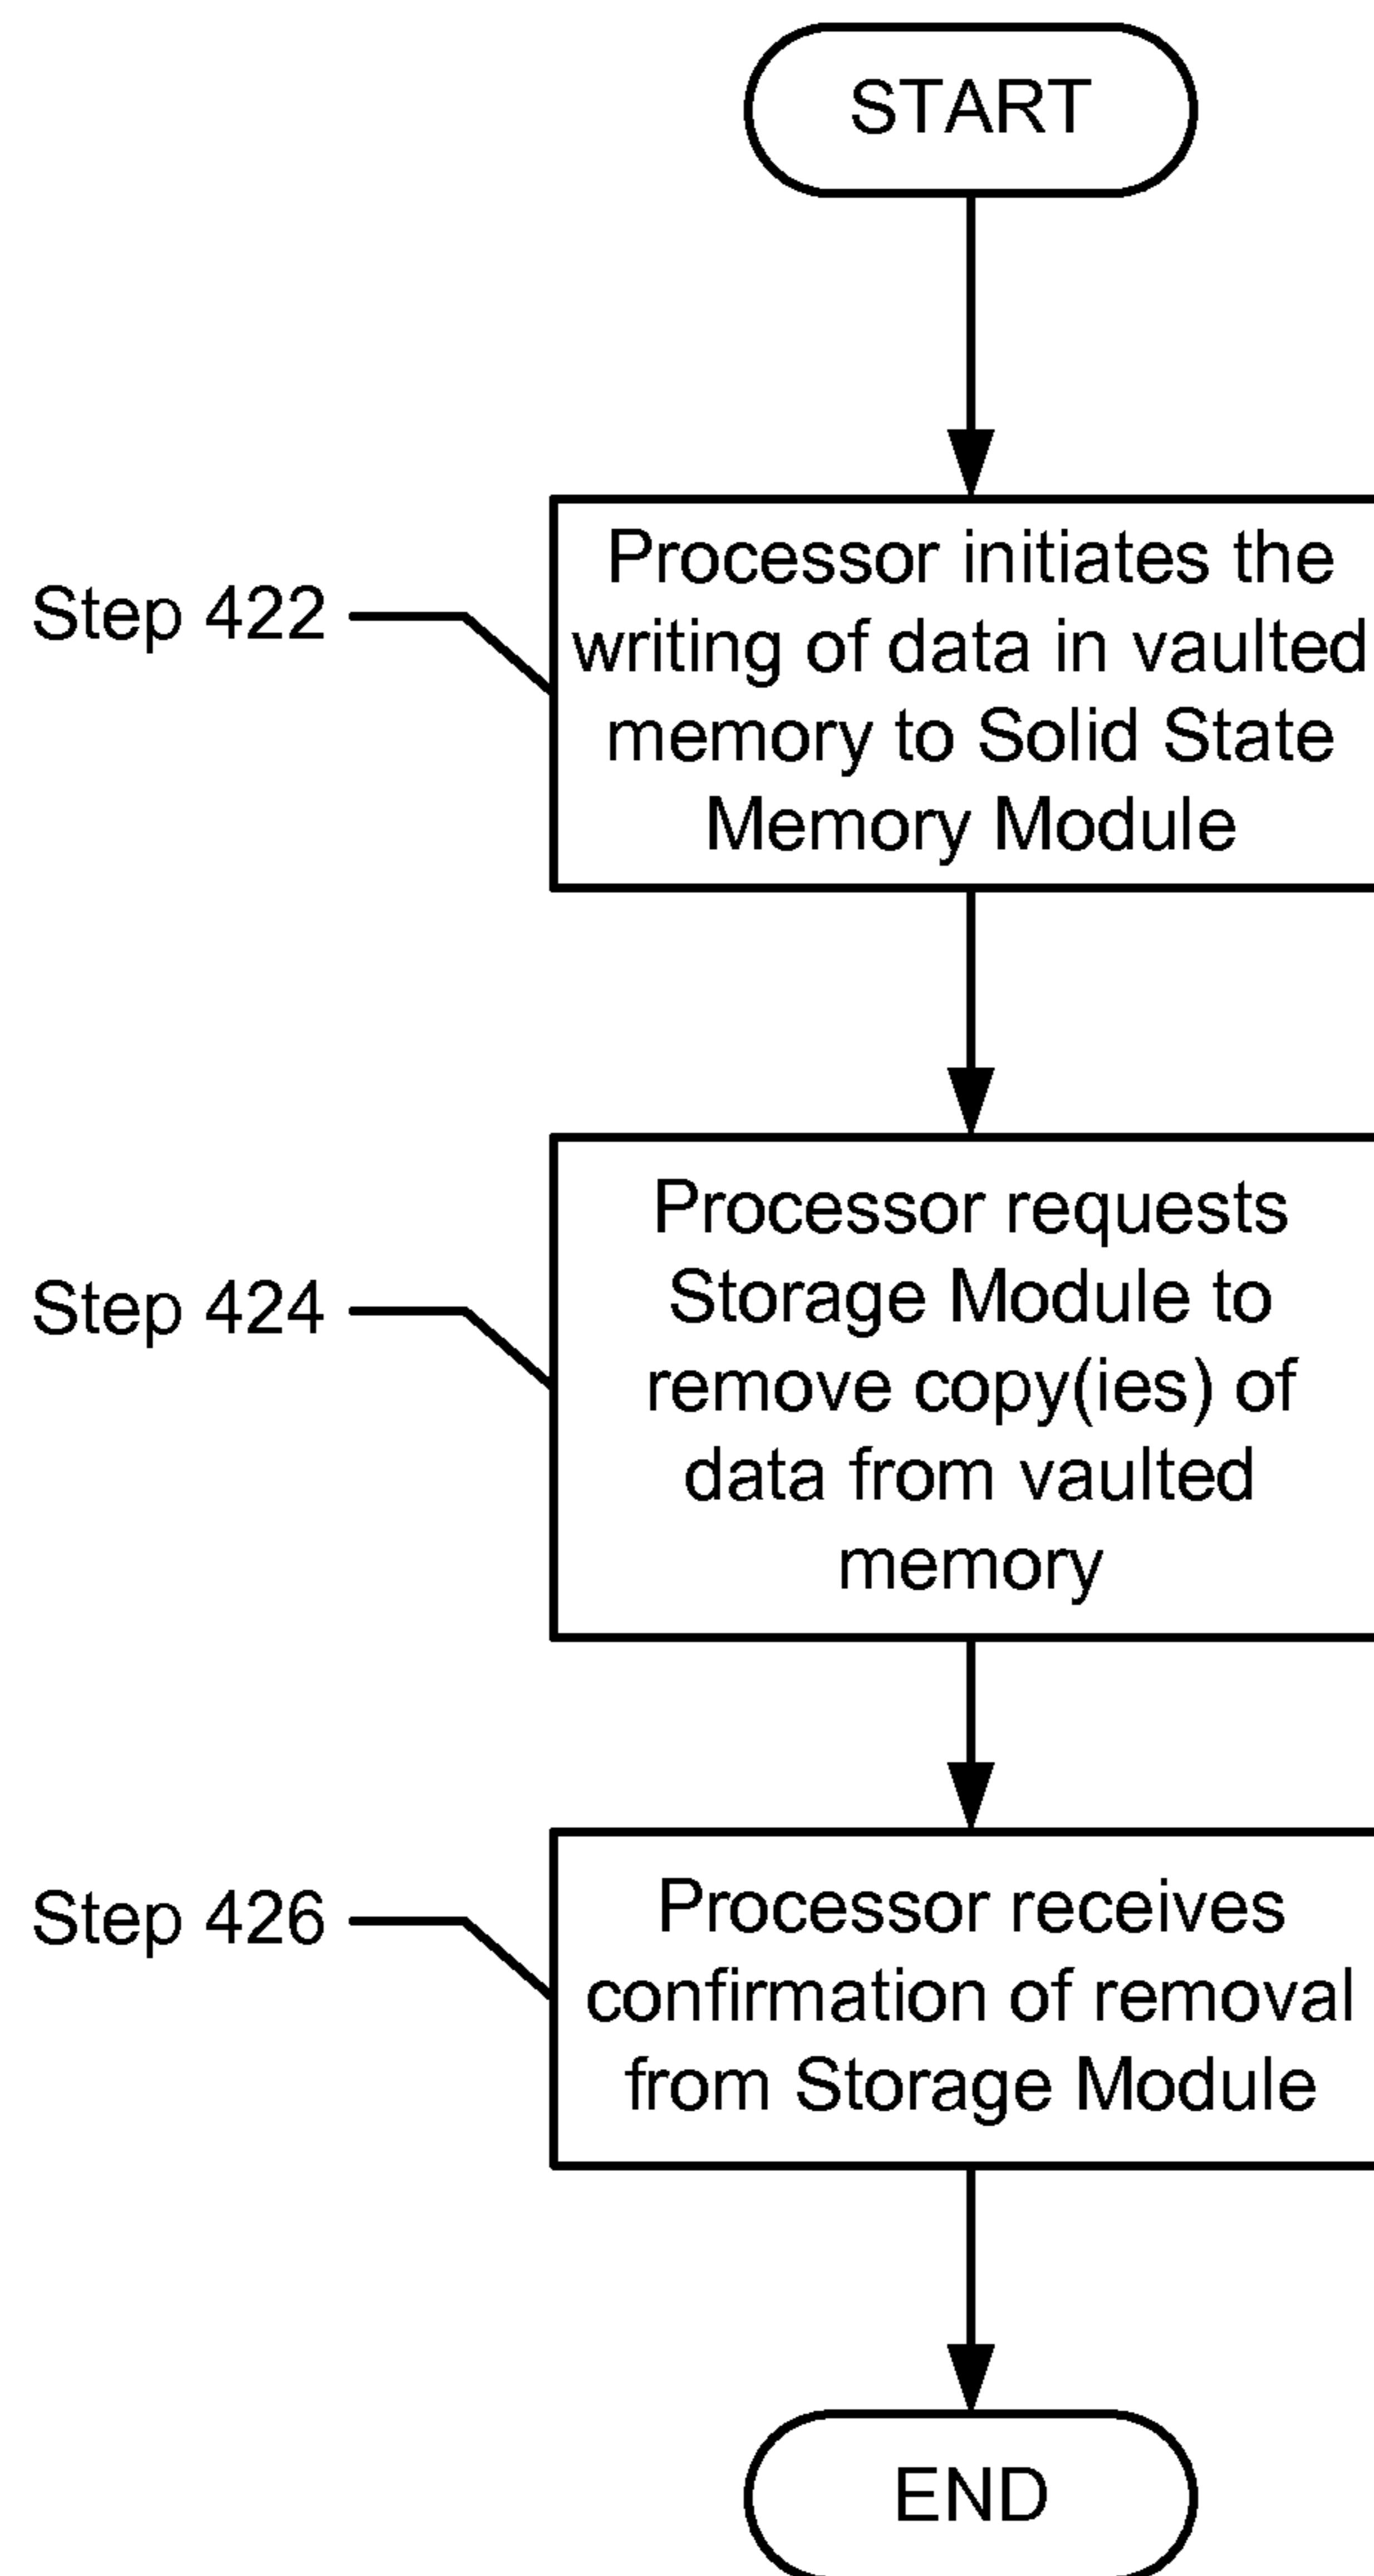 START
Processor initiates the
Step 422
writing of data in vaulted
memory to Solid State
Memory Module
Processor requests
Storage Module to
Step 424
remove copy(ies) of
data from vaulted
memory
Processor receives
Step 426
confirmation of removal
from Storage Module
END